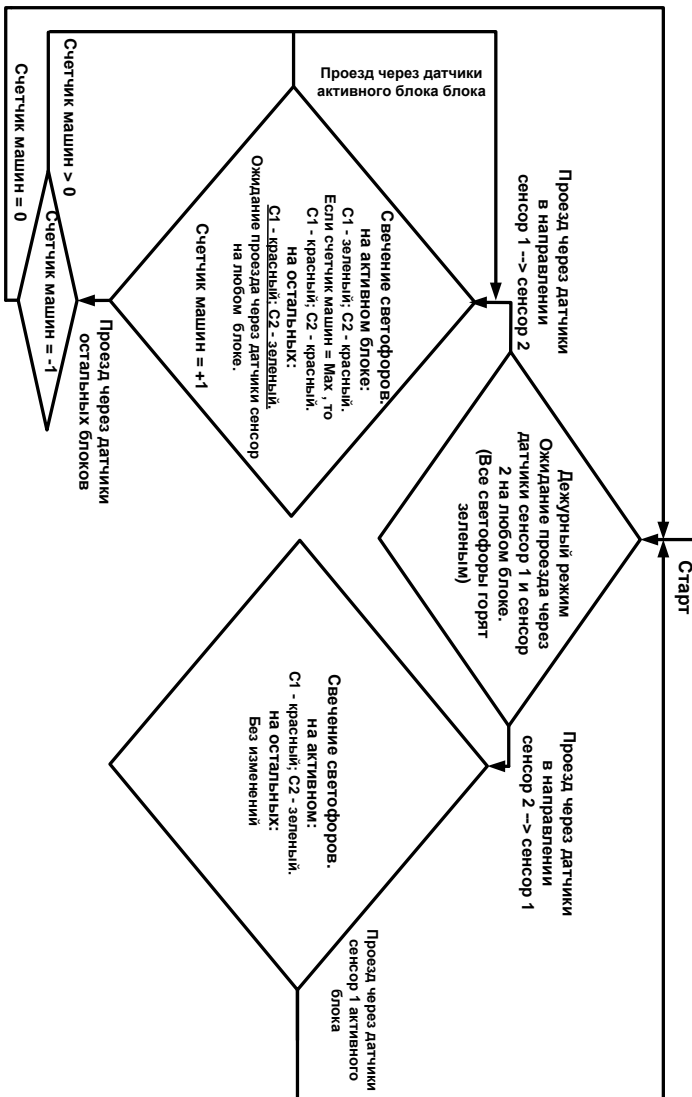 Старт
Дежурный режим
Ожидание проезда через
датчики сенсор 1 и сенсор
2 на любом блоке.
(Все светофоры горят
зеленым)
Проезд через датчики
в направлении
сенсор 1 --> сенсор 2
Проезд через датчики
в направлении
сенсор 2 --> сенсор 1
Проезд через датчики
активного блока блока
Свечение светофоров.
на активном блоке:
С1 - зеленый; С2 - красный.
Если счетчик машин = Max , то
С1 - красный; С2 - красный.
на остальных:
С1 - красный; С2 - зеленый.
Ожидание проезда через датчики сенсор
на любом блоке.
Счетчик машин = +1
Свечение светофоров.
на активном:
С1 - красный; С2 - зеленый.
на остальных:
Без изменений
Проезд через датчики
остальных блоков
Счетчик машин = -1
Счетчик машин > 0
Счетчик машин = 0
Проезд через датчики
сенсор 1 активного
блока